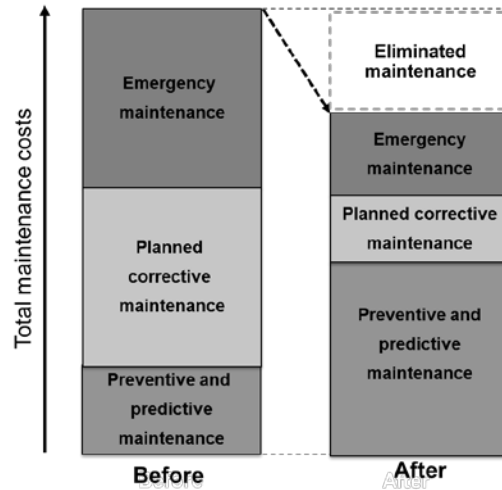 Total maintenance costs
Emergency
maintenance
Planned
corrective
maintenance
Preventive and
predictive
maintenance
Before
Eliminated
maintenance
Emergency
maintenance
Planned corrective
maintenance
Preventive and
predictive
maintenance
After